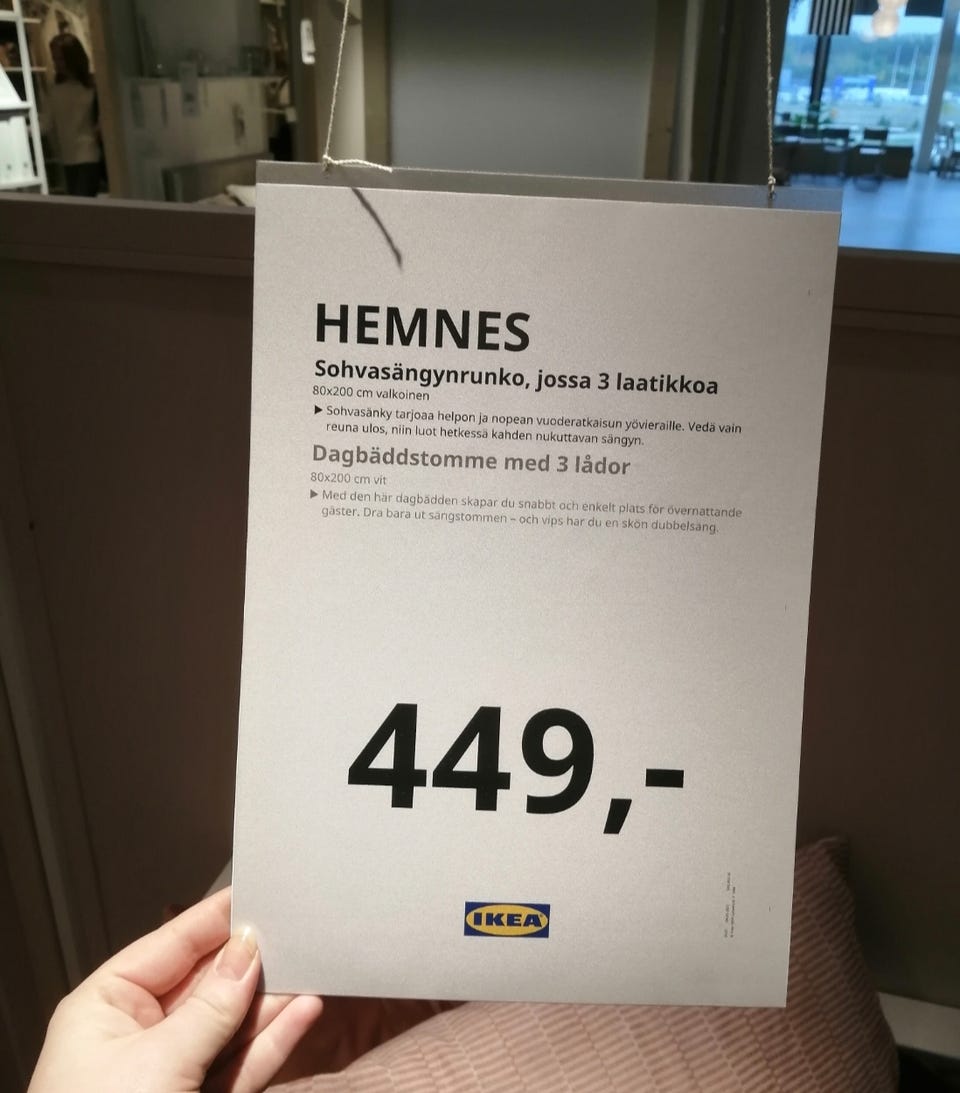 HEMNES
Sohvasängynrunko, jossa 3 laatikkoa
80x200 cm valkoinen
▶ Sohvasänky tarjoaa helpon ja nopean vuoderatkaisun yövieraille. Vedä vain
reuna ulos, niin luot hetkessä kahden nukuttavan sängyn.
Dagbäddstomme med 3 lådor
80x200 cm vit
▶ Med den här dagbädden skapar du snabbt och enkelt plats för övernattande
gäster. Dra bara ut sängstommen – och vips har du en skön dubbelsäng.
449,-
IKEA